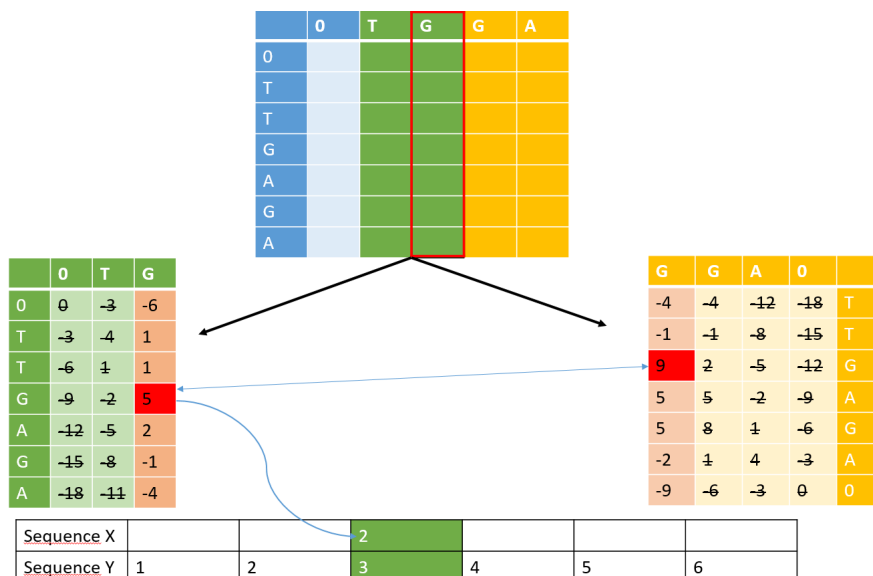 0 T G G A
0
T
T
G
A
G
A
0 T G
0 0 -3 -6
T -3 -4 1
T -6 1 1
G -9 -2 5
A -12 -5 2
G -15 -8 -1
A -18 -11 -4
G G A 0
-4 -4 -12 -18 T
-1 -1 -8 -15 T
9 2 -5 -12 G
5 5 -2 -9 A
5 8 1 -6 G
-2 1 4 -3 A
-9 -6 -3 0 0
Sequence X 2
Sequence Y 1 2 3 4 5 6